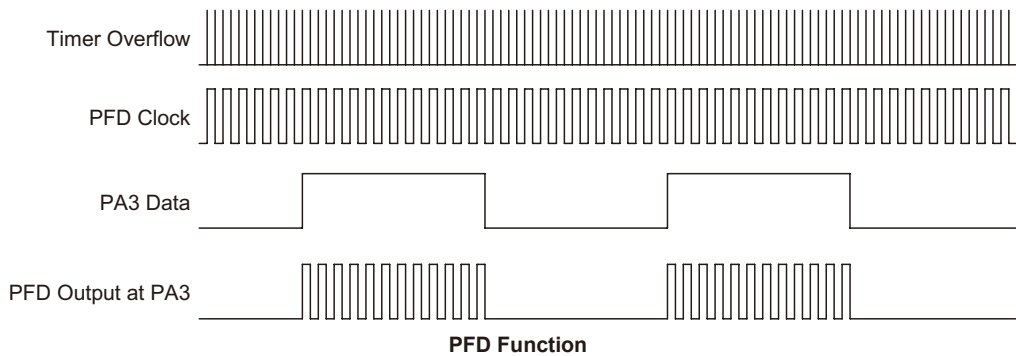 Timer Overflow
PFD Clock
PA3 Data
PFD Output at PA3
PFD Function